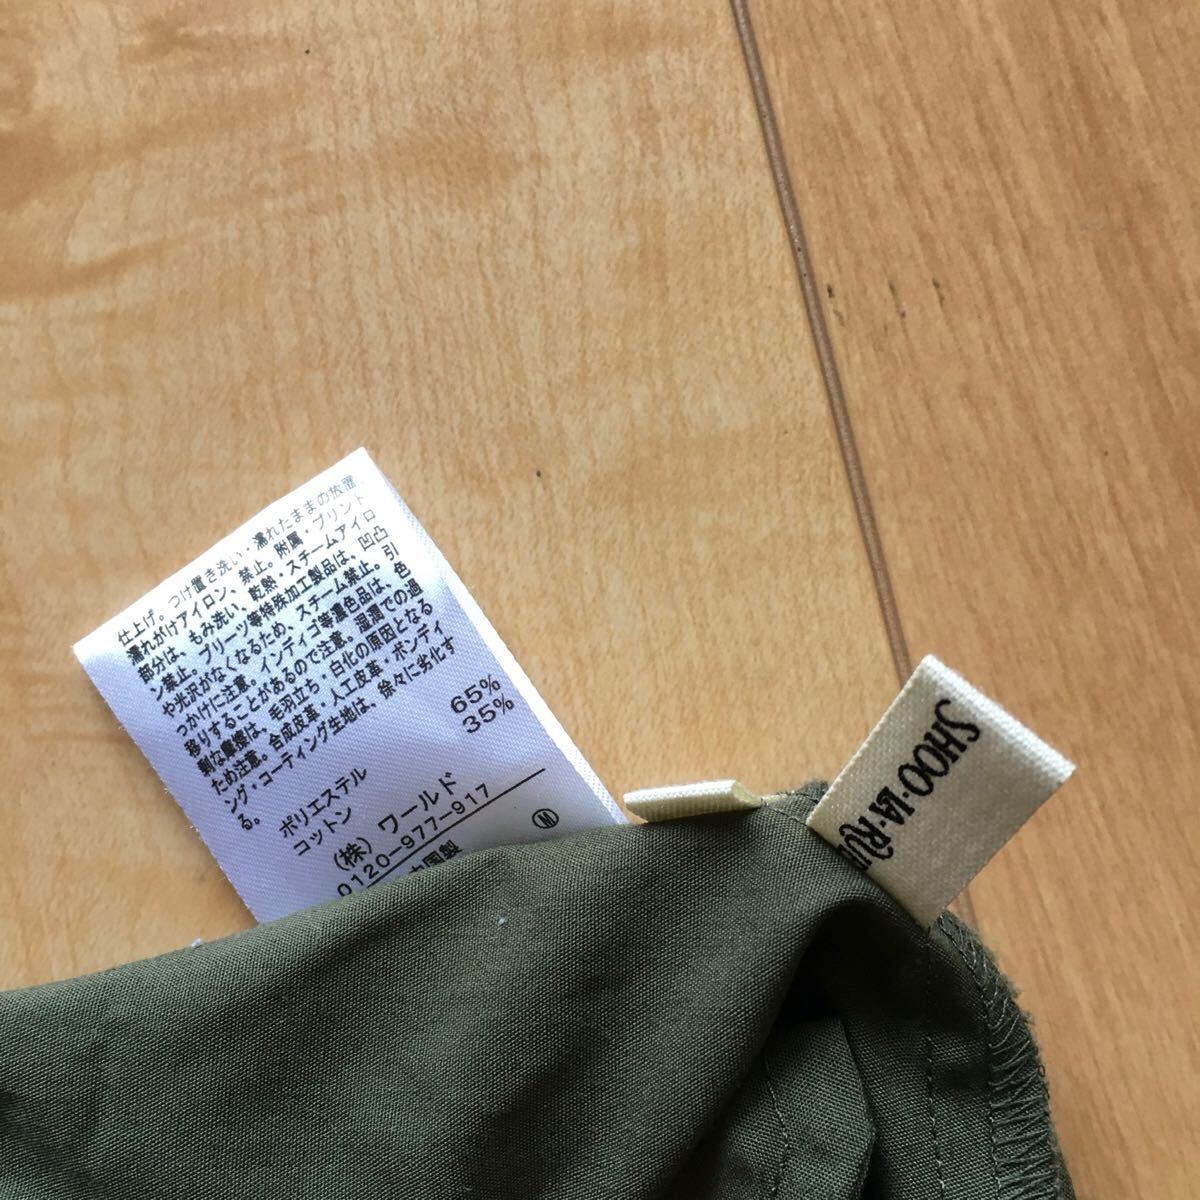 仕上げ。つけ置き洗い・濡れたままの放置
濡れがけアイロン、禁止。附属・プリント
部分は、もみ洗い、乾熱・スチームアイロ
ン禁止。プリーツ等特殊加工製品は、凹凸
や光沢がなくなるため、スチーム禁止。引
っかけに注意。インディゴ等濃色品は、色
移りすることがあるので注意。湿潤での過
剰な摩擦は、毛羽立ち・白化の原因となる
ため注意。合成皮革・人工皮革・ボンディ
ング・コーティング生地は、徐々に劣化す
る。
ポリエステル 65%
コットン 35%
(株) ワールド
0120-977-917
国製
M
SHOO·LA·RU